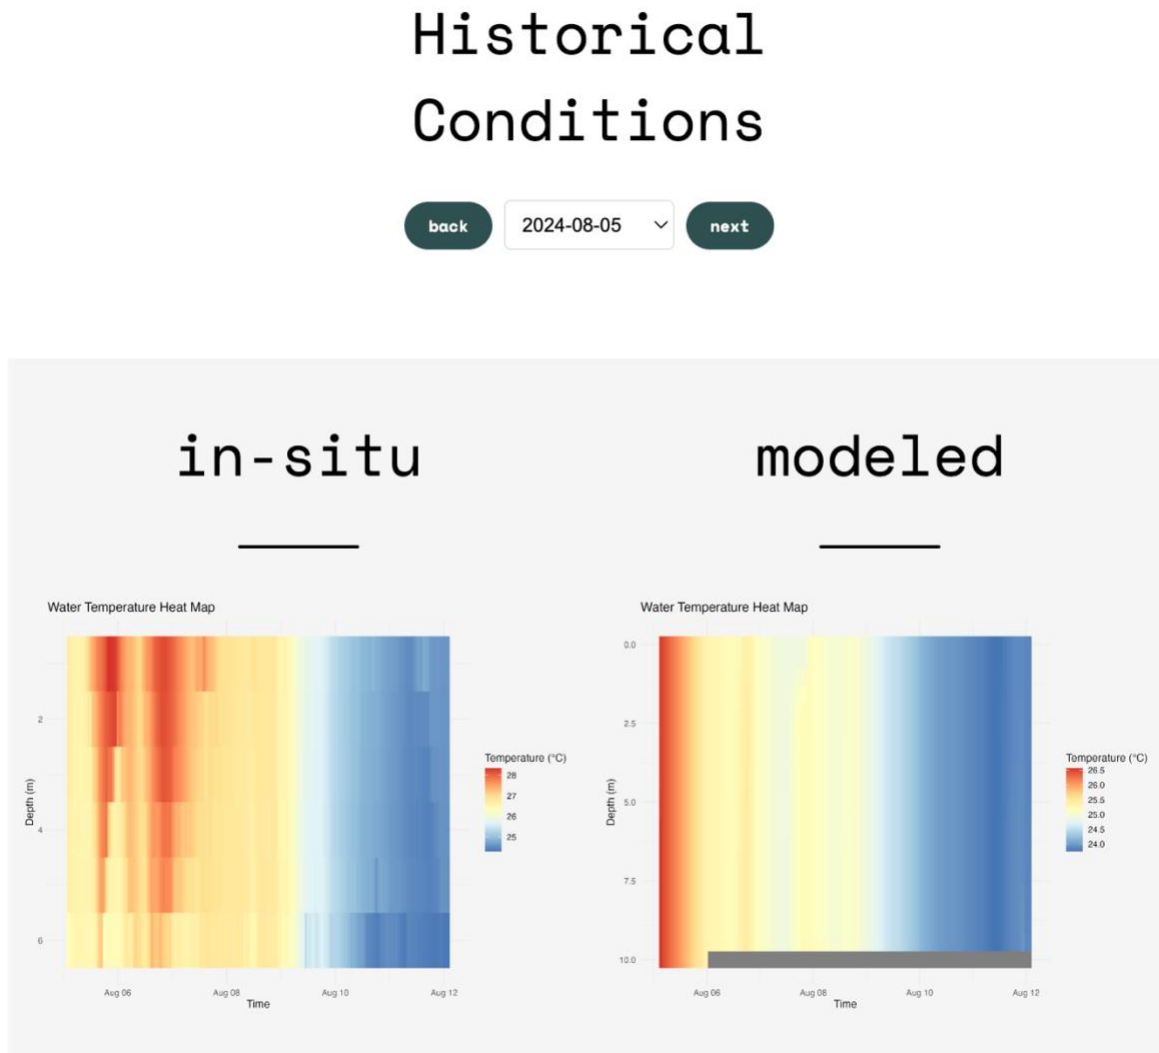 Historical
Conditions
back
2024-08-05
next
in-situ
modeled
Water Temperature Heat Map
Depth (m)
2
4
6
Aug 06
Aug 08
Aug 10
Aug 12
Time
Temperature (°C)
28
27
26
25
Water Temperature Heat Map
Depth (m)
0.0
2.5
5.0
7.5
10.0
Aug 06
Aug 08
Aug 10
Aug 12
Time
Temperature (°C)
26.5
26.0
25.5
25.0
24.5
24.0